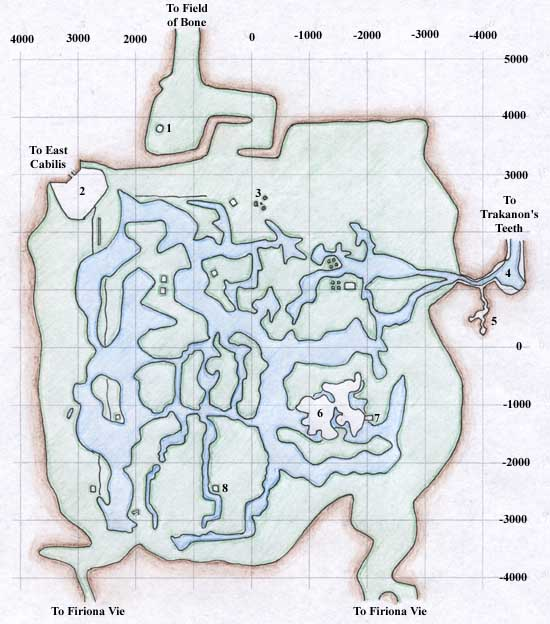 To Field
of Bone
4000 3000 2000 0 -1000 -2000 -3000 -4000
5000
4000
1
To East
Cabilis
3000
2
3
To
Trakanon's
Teeth
4
5
0
-1000
6
7
-2000
8
-3000
-4000
To Firiona Vie
To Firiona Vie